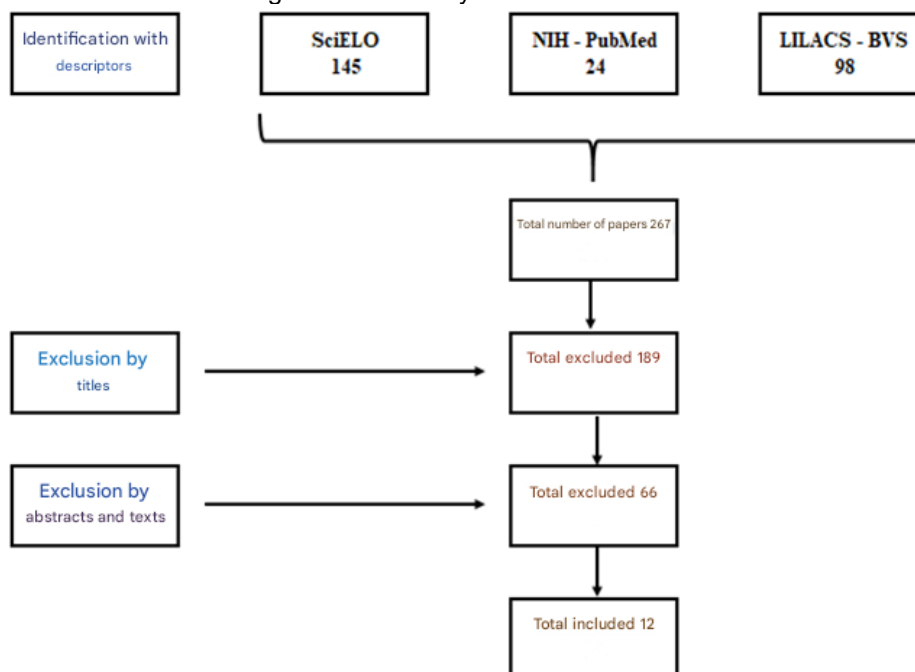 Identification with
descriptors
SciELO
145
NIH - PubMed
24
LILACS - BVS
98
Total number of papers 267
Exclusion by
titles
Total excluded 189
Exclusion by
abstracts and texts
Total excluded 66
Total included 12